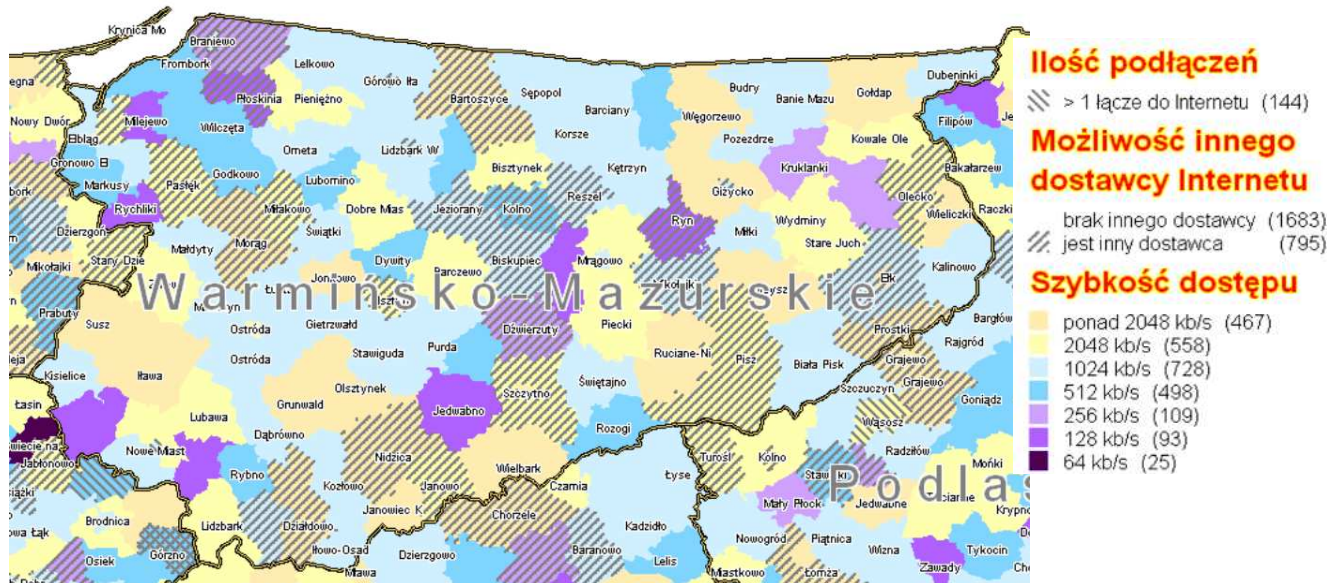 Krynica Mo
Braniewo
Frombork
Lelkowo
Górowo Iła
Bartoszyce
Sępopol
Barciany
Budry
Banie Mazu
Gołdap
Dubeninki
Płoskinia
Pieniężno
Węgorzewo
Nowy Dwór
Milejewo
Wilczęta
Korsze
Pozezdrze
Kowale Ole
Filipów
Elbląg
Gronowo El
Orneta
Lidzbark W
Bisztynek
Kętrzyn
Kruklanki
Bakałarzew
Markusy
Pasłęk
Godkowo
Lubomino
Reszel
Giżycko
Olecko
Rychliki
Miłakowo
Dobre Mias
Jeziorany
Kolno
Ryn
Wydminy
Wieliczki
Raczki
Dzierzgoń
Małdyty
Morąg
Świątki
Miłki
Stare Juch
Mikołajki
Stary Dzie
Dywity
Biskupiec
Mrągowo
Ełk
Kalinowo
Jonkowo
Barczewo
Warmińsko-Mazurskie
Prabuty
Susz
Ostróda
Gietrzwałd
Dźwierzuty
Piecki
Prostki
Bargłów
Purda
Stawiguda
Ruciane-Ni
Pisz
Biała Pisk
Grajewo
Rajgród
Kisielice
Iława
Ostróda
Olsztynek
Szczytno
Świętajno
Szczuczyn
Grajewo
Goniądz
Łasin
Lubawa
Grunwald
Jedwabno
Wąsosz
Rozogi
Nowe Miast
Dąbrówno
Nidzica
Radziłów
Jabłonowo
Rybno
Wielbark
Turośl
Kolno
Mońki
Kozłowo
Janowo
Czarnia
Łyse
Podlas
Brodnica
Lidzbark
Działdowo
Janowiec K.
Chorzele
Mały Płock
Jedwabne
Kadzidło
Górzno
Iłowo-Osad
Dzierzgowo
Baranowo
Nowogród
Piątnica
Wizna
Tykocin
Osiek
Mława
Lelis
Miastkowo
Łomża
Zawady
Ilość podłączeń
> 1 łącze do Internetu (144)
Możliwość innego
dostawcy Internetu
brak innego dostawcy (1683)
jest inny dostawca (795)
Szybkość dostępu
ponad 2048 kb/s (467)
2048 kb/s (558)
1024 kb/s (728)
512 kb/s (498)
256 kb/s (109)
128 kb/s (93)
64 kb/s (25)